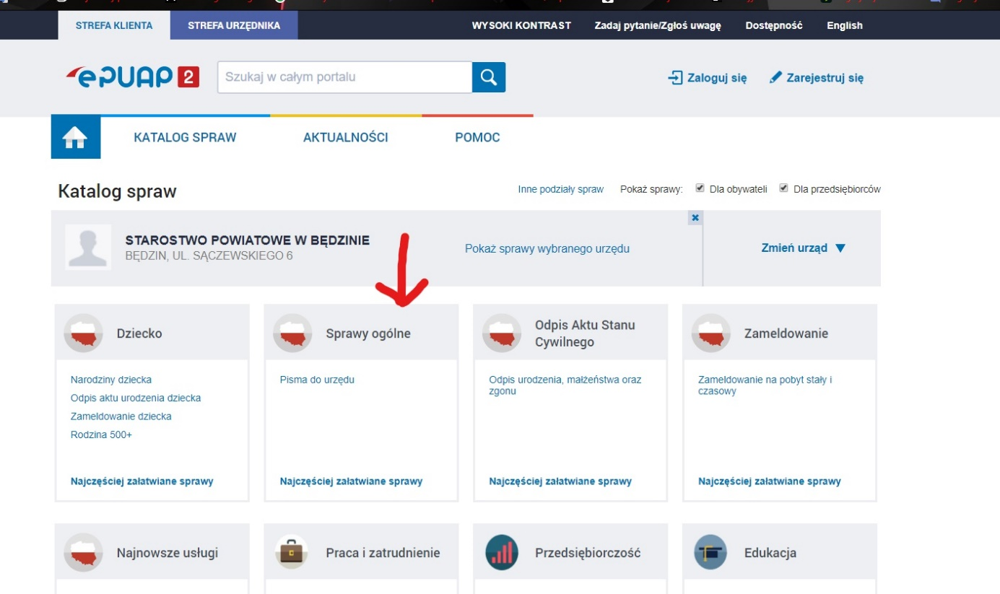 STREFA KLIENTA STREFA URZĘDNIKA WYSOKI KONTRAST Zadaj pytanie/Zgłoś uwagę Dostępność English
ePUAP 2 Szukaj w całym portalu Zaloguj się Zarejestruj się
KATALOG SPRAW AKTUALNOŚCI POMOC
Katalog spraw Inne podziały spraw Pokaż sprawy: Dla obywateli Dla przedsiębiorców
STAROSTWO POWIATOWE W BĘDZINIE
BĘDZIN, UL. SĄCZEWSKIEGO 6
Pokaż sprawy wybranego urzędu
Zmień urząd
Dziecko
Narodziny dziecka
Odpis aktu urodzenia dziecka
Zameldowanie dziecka
Rodzina 500+
Najczęściej załatwiane sprawy
Sprawy ogólne
Pisma do urzędu
Najczęściej załatwiane sprawy
Odpis Aktu Stanu
Cywilnego
Odpis urodzenia, małżeństwa oraz
zgonu
Najczęściej załatwiane sprawy
Zameldowanie
Zameldowanie na pobyt stały i
czasowy
Najczęściej załatwiane sprawy
Najnowsze usługi
Praca i zatrudnienie
Przedsiębiorczość
Edukacja